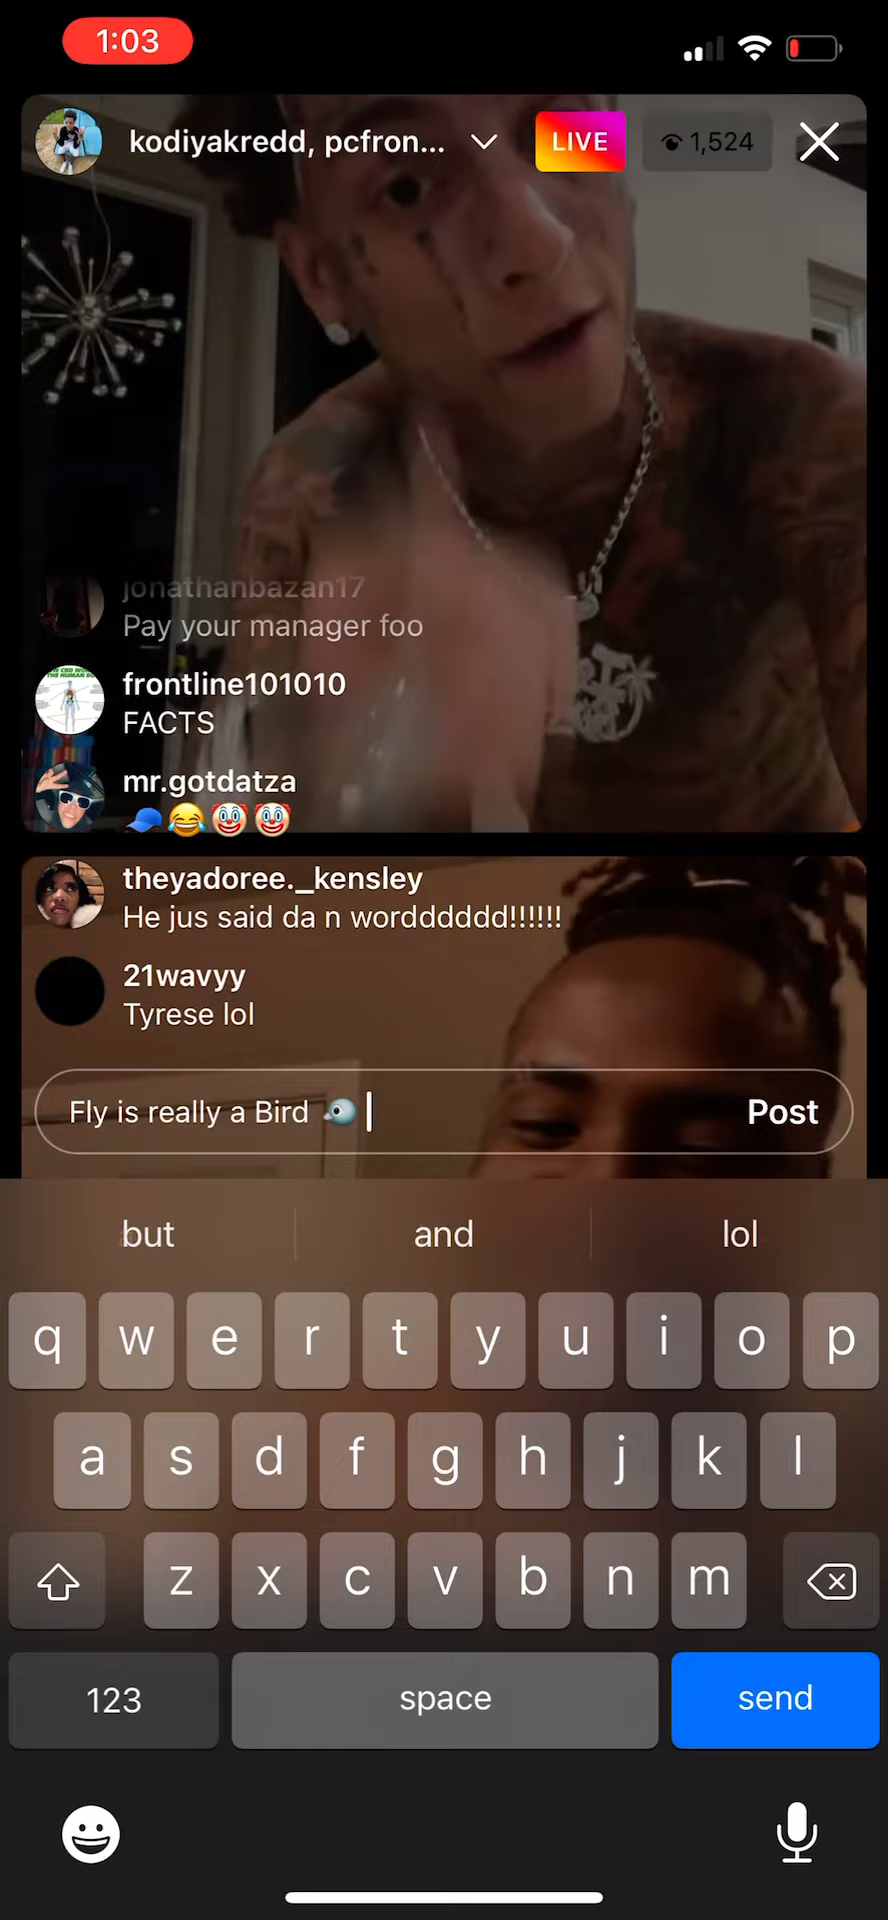 1:03
kodiyakredd, pcfron... LIVE 1,524
jonathanbazan17
Pay your manager foo
frontline101010
FACTS
mr.gotdatza
🧢😂🤡🤡
theyadoree._kensley
He jus said da n wordddddd!!!!!!
21wavyy
Tyrese lol
Fly is really a Bird 🐦 Post
but and lol
q w e r t y u i o p
a s d f g h j k l
z x c v b n m
123 space send